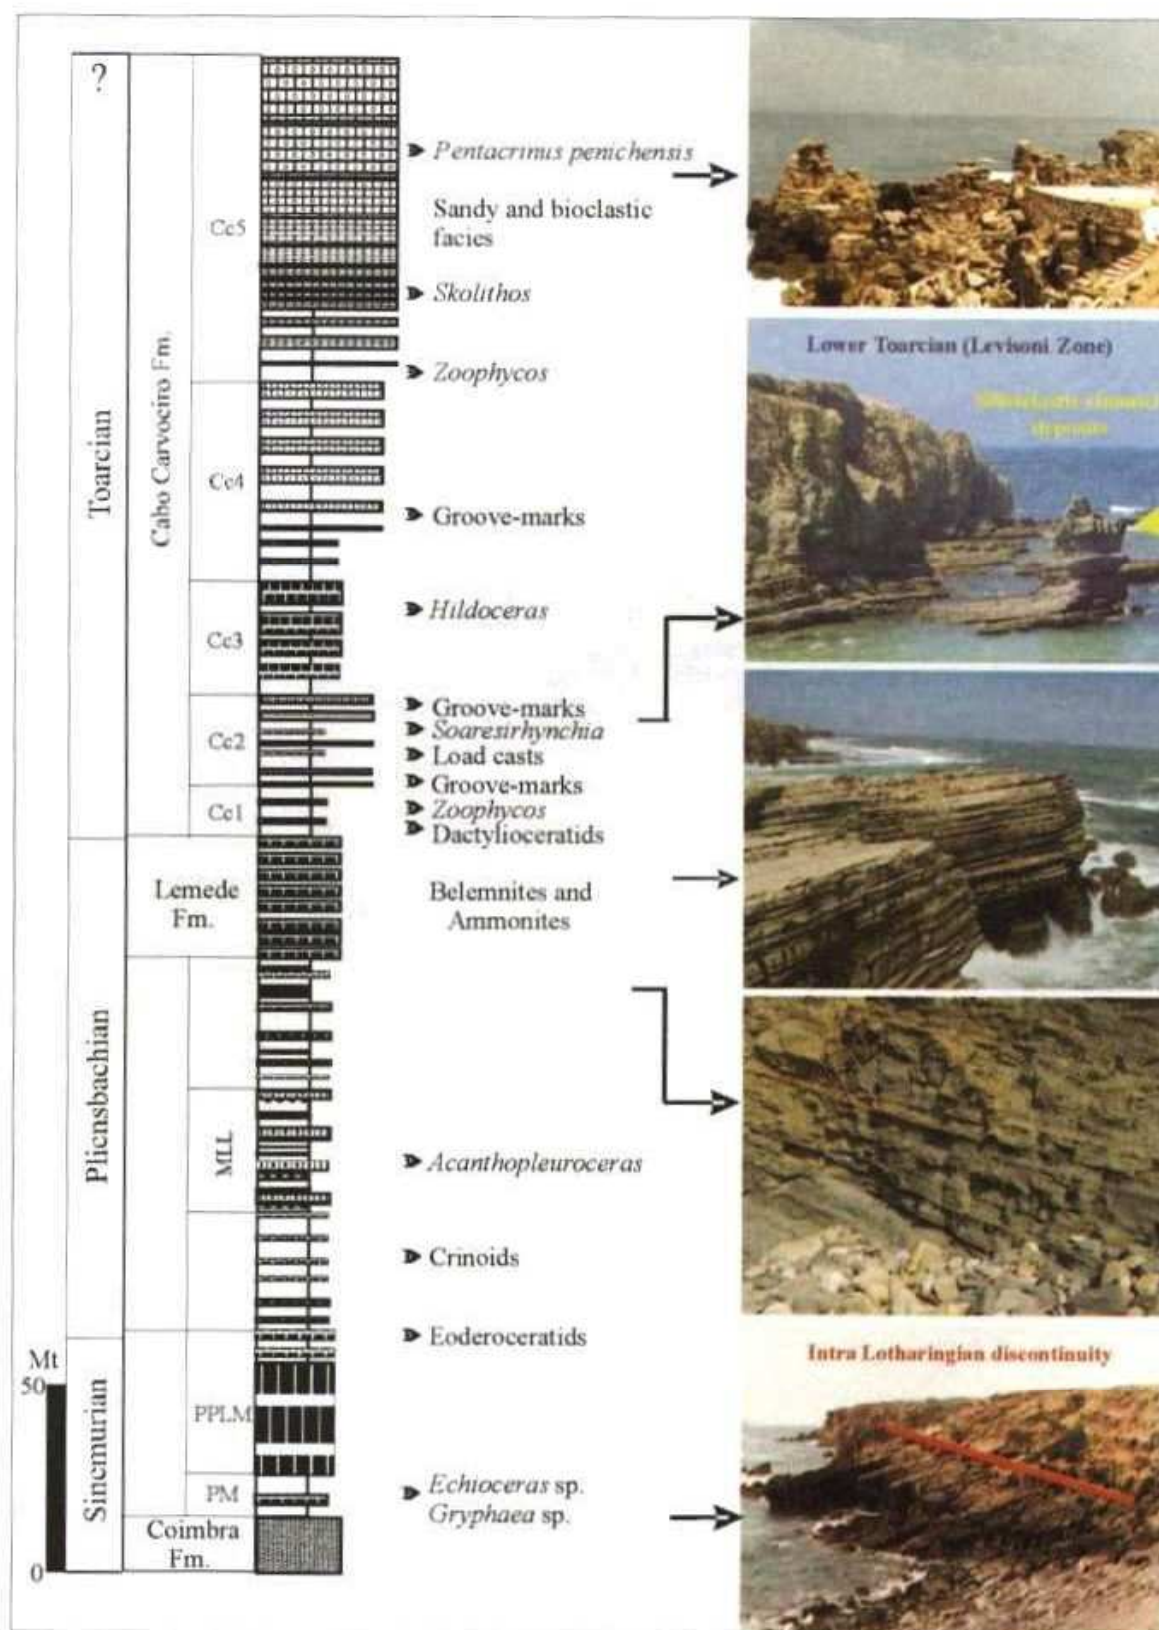 ?
Toarcian
Pliensbachian
Sinemurian
Mt
50
0
Cabo Carvoeiro Fm.
Lemede
Fm.
Coimbra
Fm.
Cc5
Cc4
Cc3
Cc2
Cc1
MLL
PPLM
PM
Pentacrinus penichensis
Sandy and bioclastic
facies
Skolithos
Zoophycos
Groove-marks
Hildoceras
Groove-marks
Soaresirhynchia
Load casts
Groove-marks
Zoophycos
Dactylioceratids
Belemnites and
Ammonites
Acanthopleuroceras
Crinoids
Eoderoceratids
Echioceras sp.
Gryphaea sp.
Lower Toarcian (Levisoni Zone)
deposits
Intra Lotharingian discontinuity